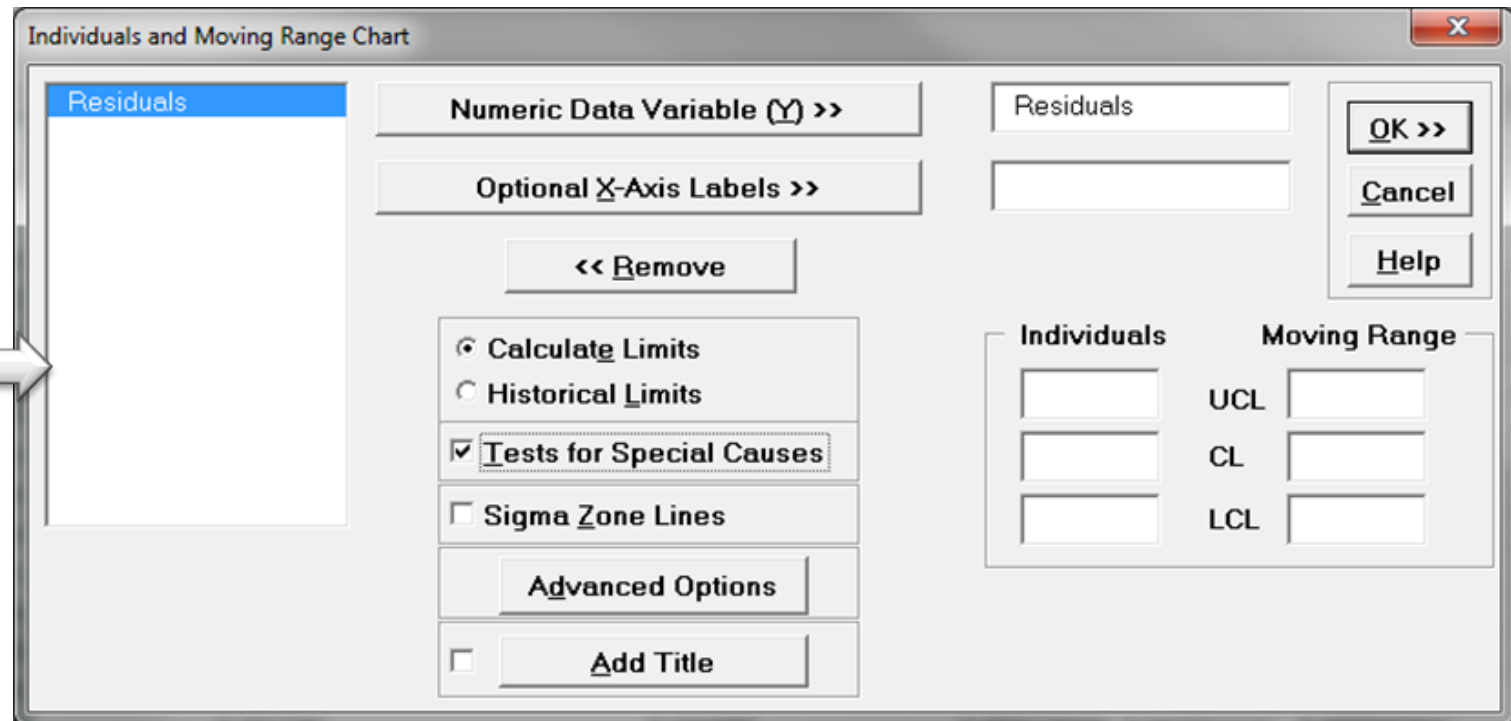 Individuals and Moving Range Chart
Residuals
Numeric Data Variable (Y) >>
Residuals
Optional X-Axis Labels >>
<< Remove
OK >>
Cancel
Help
Calculate Limits
Historical Limits
Tests for Special Causes
Sigma Zone Lines
Advanced Options
Add Title
Individuals Moving Range
UCL
CL
LCL